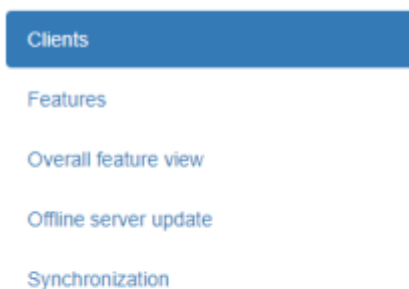 Clients
Features
Overall feature view
Offline server update
Synchronization